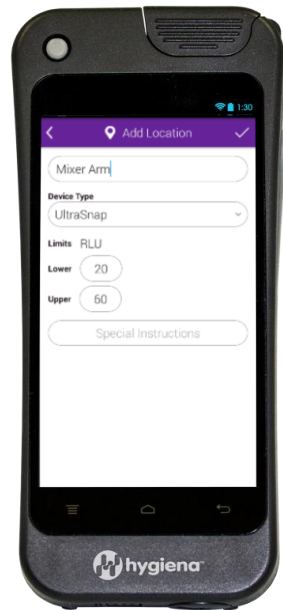 1:30
Add Location
Mixer Arm
Device Type
UltraSnap
Limits RLU
Lower 20
Upper 60
Special Instructions
hygiena